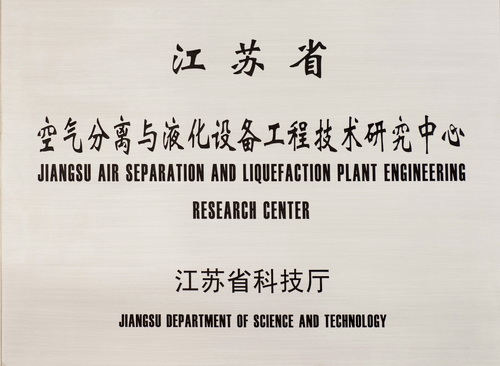 江苏省
空气分离与液化设备工程技术研究中心
JIANGSU AIR SEPARATION AND LIQUEFACTION PLANT ENGINEERING
RESEARCH CENTER
江苏省科技厅
JIANGSU DEPARTMENT OF SCIENCE AND TECHNOLOGY